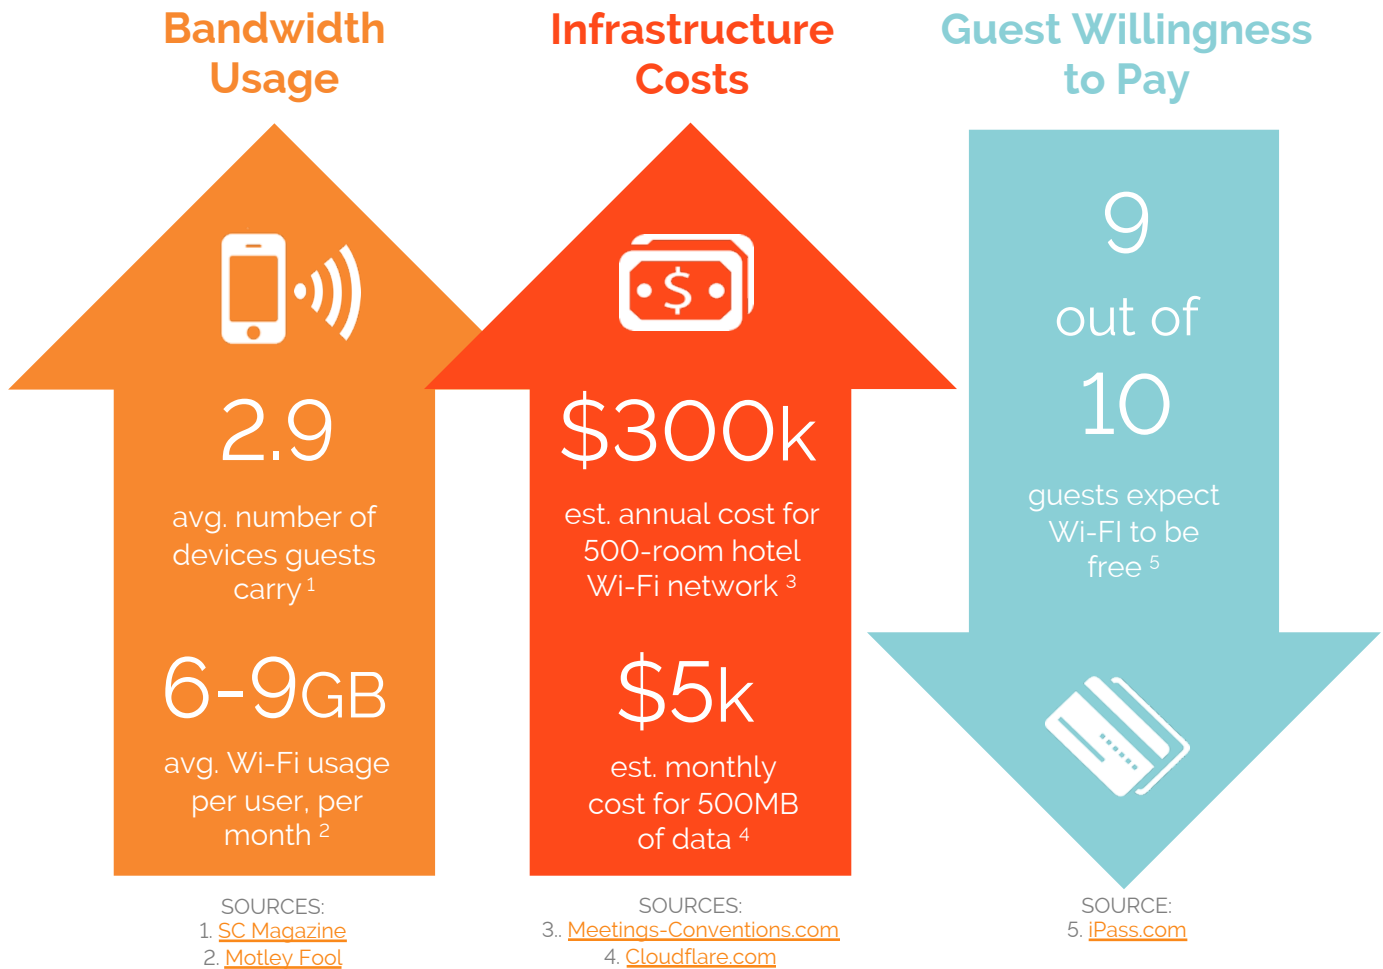 Bandwidth
Usage
2.9
avg. number of
devices guests
carry 1
6-9GB
avg. Wi-Fi usage
per user, per
month 2
SOURCES:
1. SC Magazine
2. Motley Fool
Infrastructure
Costs
$
$300k
est. annual cost for
500-room hotel
Wi-Fi network 3
$5k
est. monthly
cost for 500MB
of data 4
SOURCES:
3.. Meetings-Conventions.com
4. Cloudflare.com
Guest Willingness
to Pay
9
out of
10
guests expect
Wi-FI to be
free 5
SOURCE:
5. iPass.com